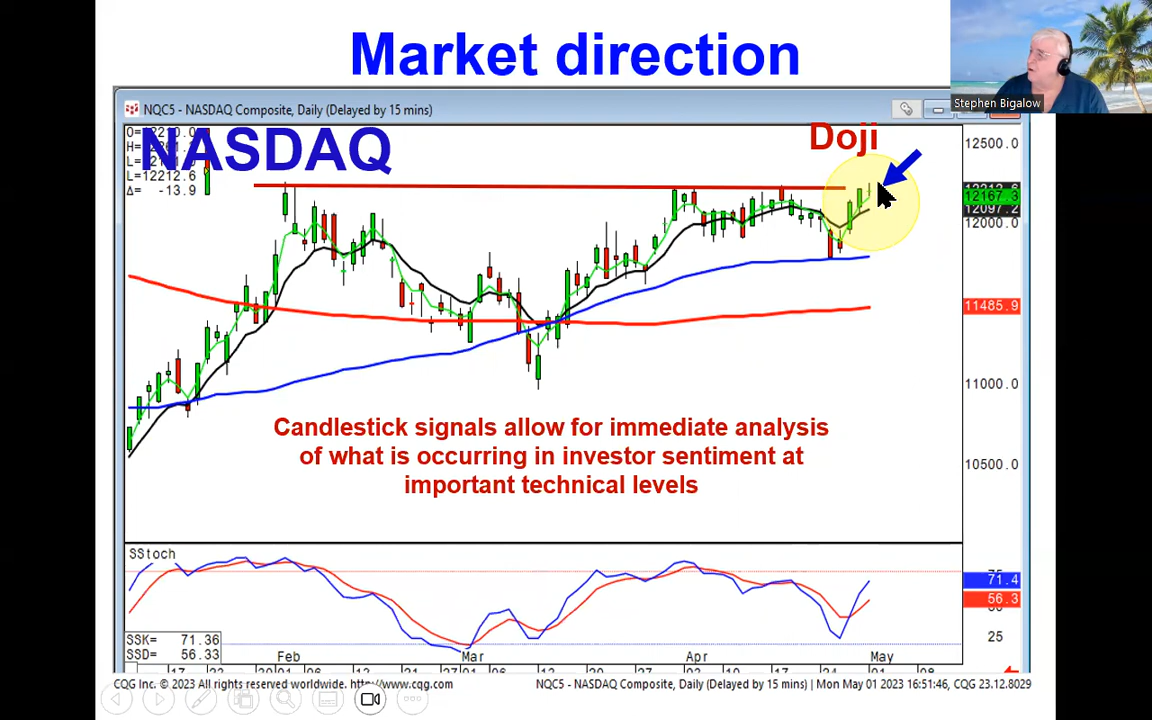 Market direction
Stephen Bigalow
NQC5 - NASDAQ Composite, Daily (Delayed by 15 mins)
NASDAQ
Doji
L=12212.6
Δ= -13.9
12500.0
12167.3
12097.2
12000.0
11485.9
11000.0
10500.0
Candlestick signals allow for immediate analysis
of what is occurring in investor sentiment at
important technical levels
SStoch
71.4
56.3
25
SSK= 71.36
SSD= 56.33
Feb Mar Apr May
CQG Inc. © 2023 All rights reserved worldwide. http://www.cqg.com
NQC5 - NASDAQ Composite, Daily (Delayed by 15 mins) | Mon May 01 2023 16:51:46, CQG 23.12.8029